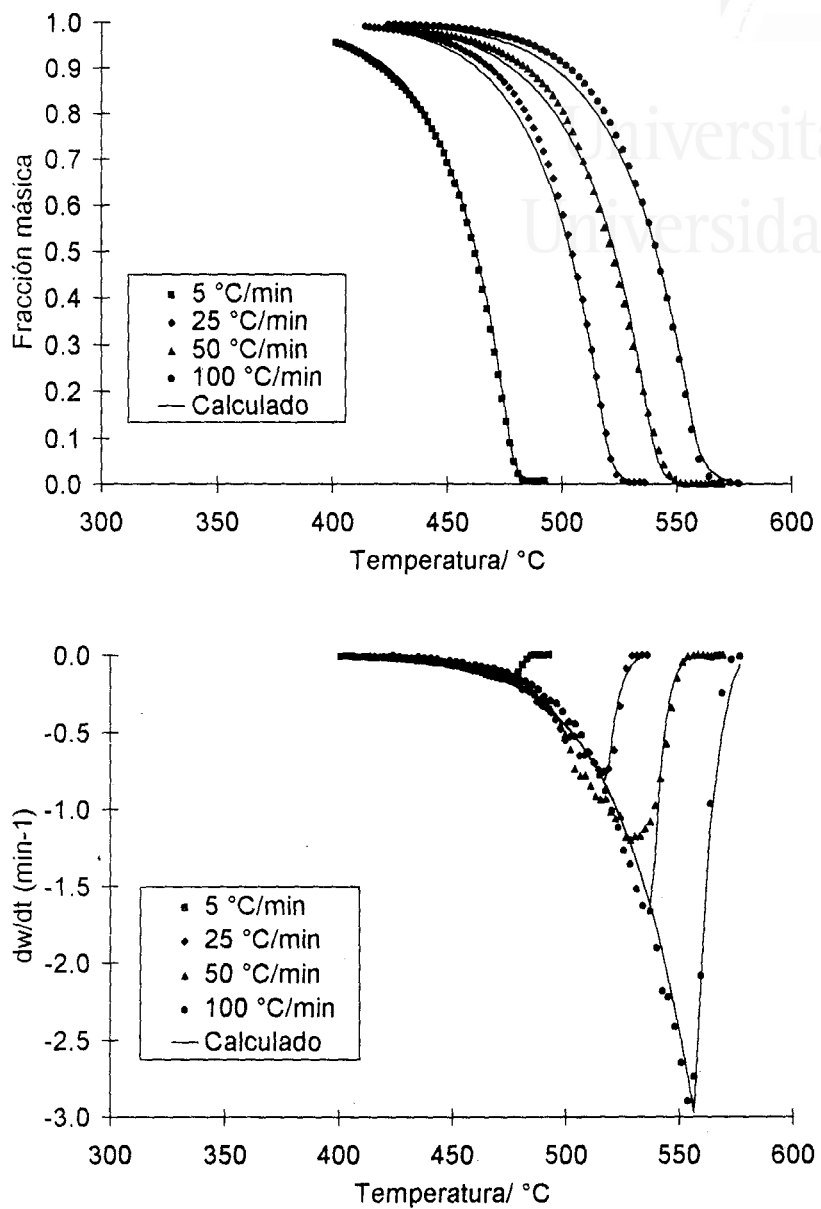 Universita
Universida
1.0
0.9
0.8
0.7
0.6
0.5
0.4
0.3
0.2
0.1
0.0
Fracción másica
5 °C/min
25 °C/min
50 °C/min
100 °C/min
Calculado
300
350
400
450
500
550
600
Temperatura/ °C
0.0
-0.5
-1.0
-1.5
-2.0
-2.5
-3.0
dw/dt (min-1)
5 °C/min
25 °C/min
50 °C/min
100 °C/min
Calculado
300
350
400
450
500
550
600
Temperatura/ °C